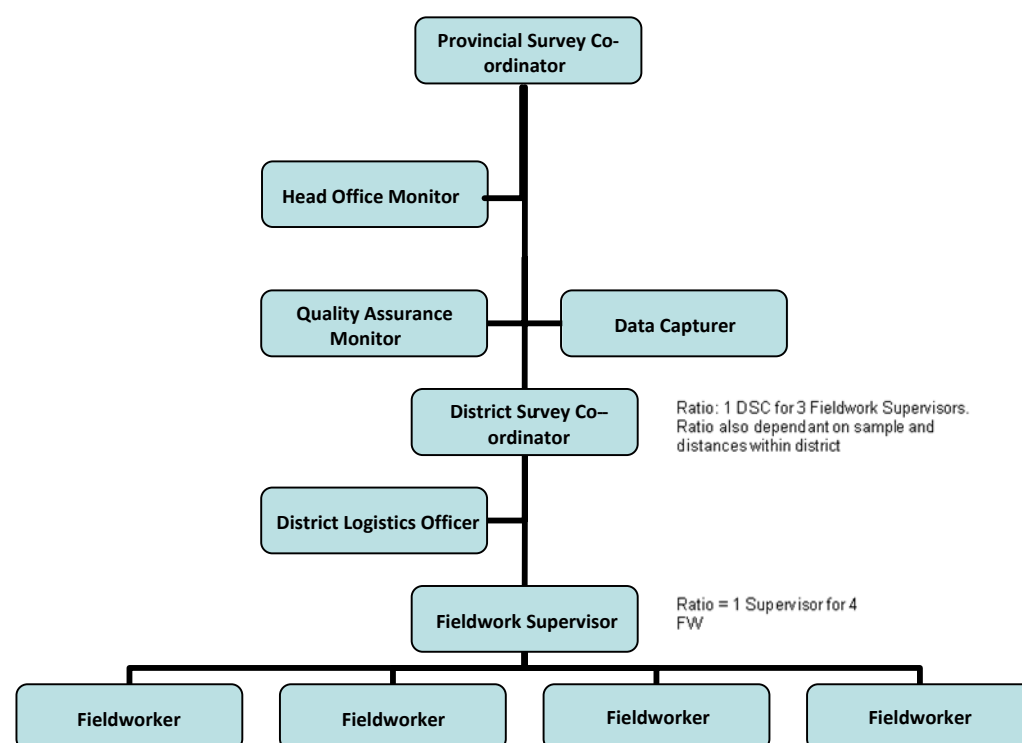 Provincial Survey Co-
ordinator
Head Office Monitor
Quality Assurance
Monitor
Data Capturer
District Survey Co–
ordinator
Ratio: 1 DSC for 3 Fieldwork Supervisors.
Ratio also dependant on sample and
distances within district
District Logistics Officer
Fieldwork Supervisor
Ratio = 1 Supervisor for 4
FW
Fieldworker
Fieldworker
Fieldworker
Fieldworker